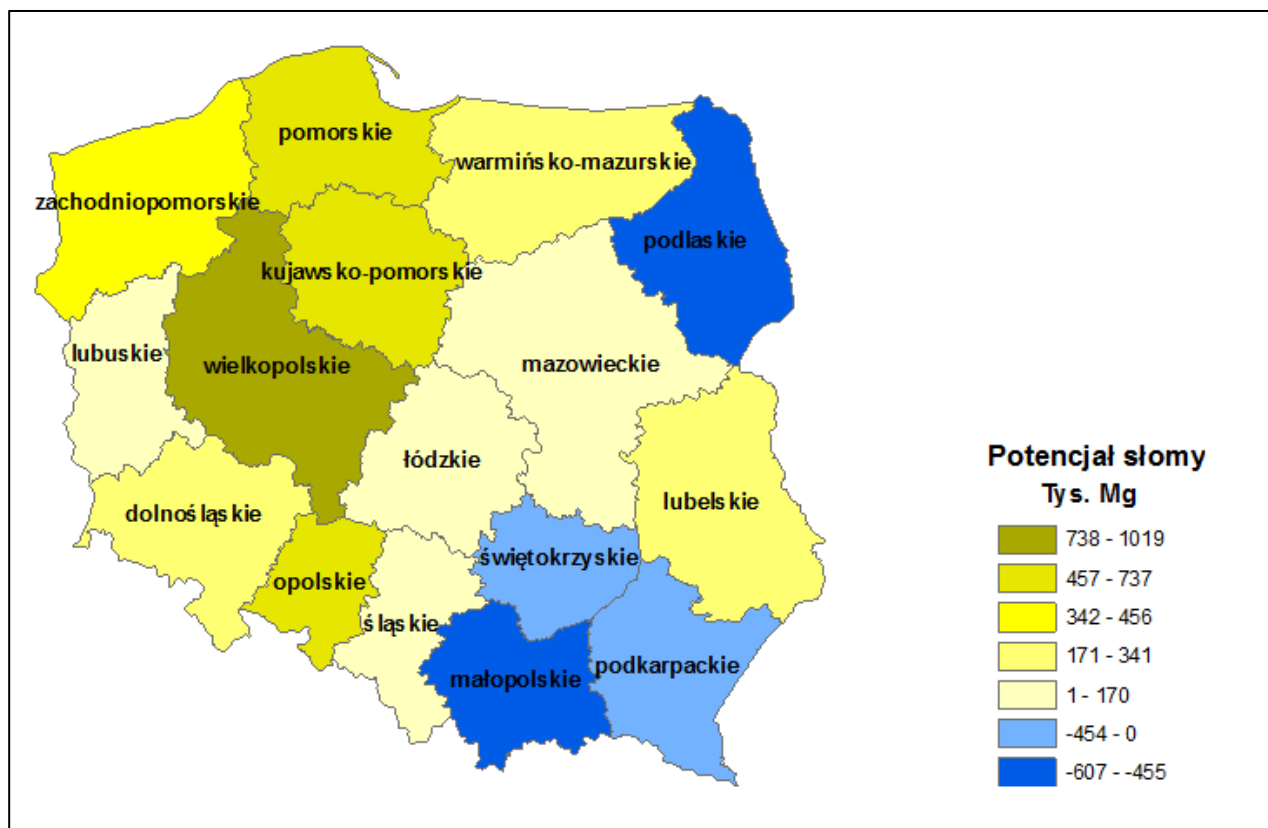 pomorskie
warmińsko-mazurskie
zachodniopomorskie
podlaskie
kujawsko-pomorskie
lubuskie
wielkopolskie
mazowieckie
łódzkie
lubelskie
dolnośląskie
świętokrzyskie
opolskie
śląskie
podkarpackie
małopolskie
Potencjał słomy
Tys. Mg
738 - 1019
457 - 737
342 - 456
171 - 341
1 - 170
-454 - 0
-607 - -455